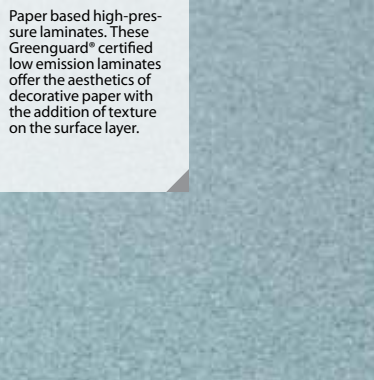 Paper based high-pres-
sure laminates. These
Greenguard® certified
low emission laminates
offer the aesthetics of
decorative paper with
the addition of texture
on the surface layer.